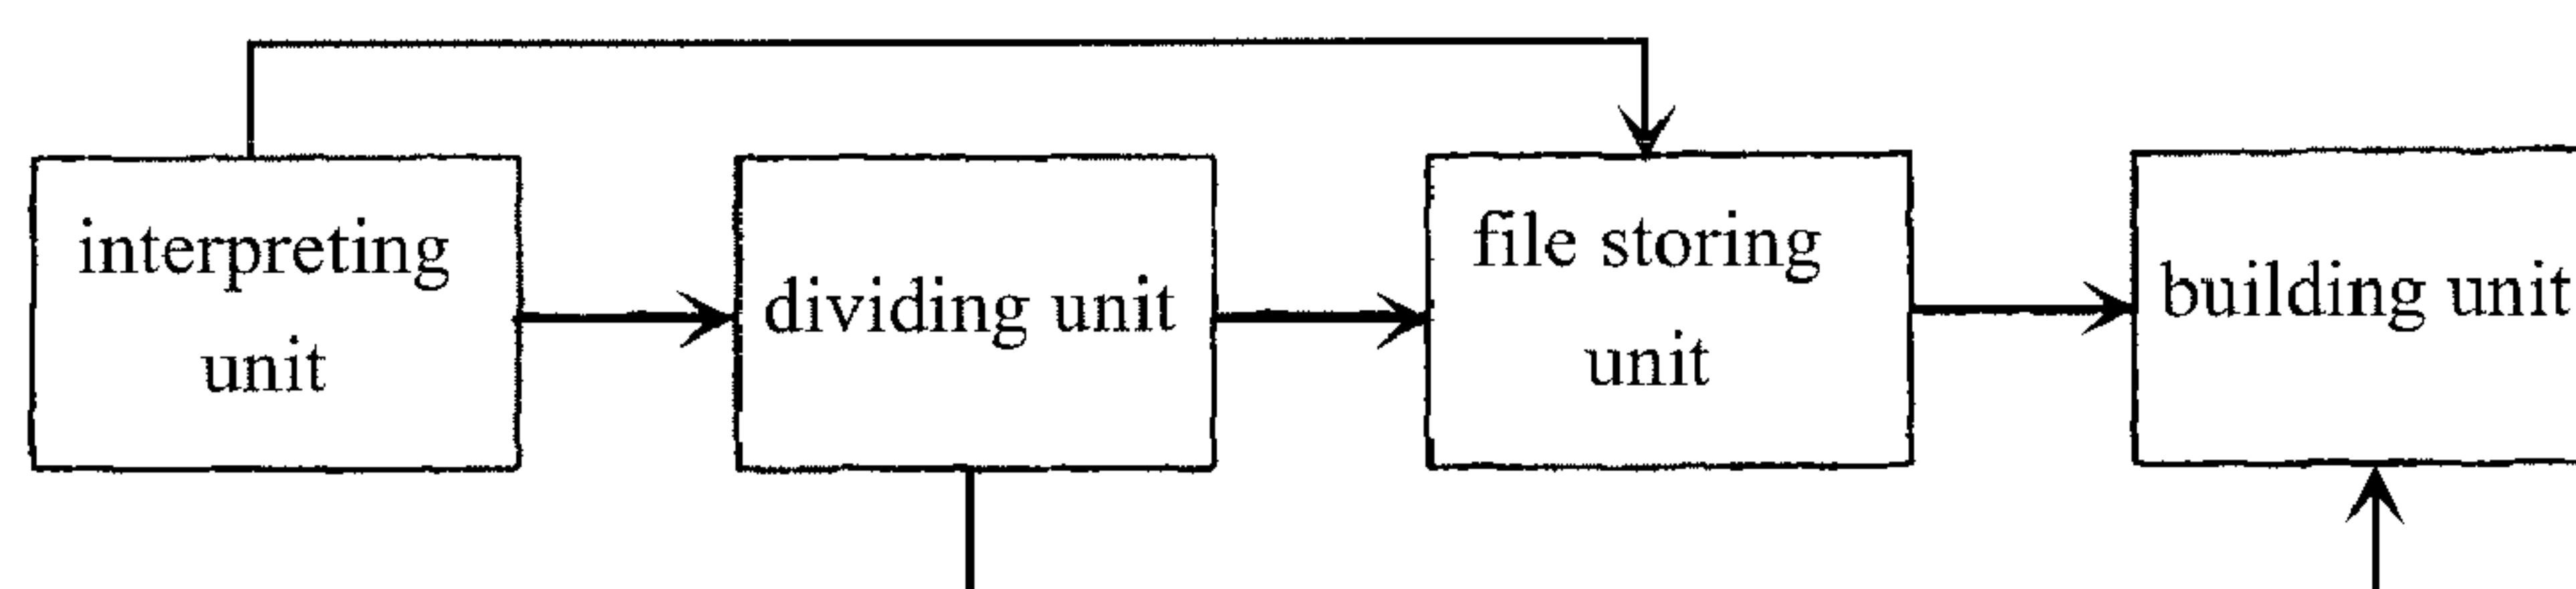 interpreting
unit
dividing unit
file storing
unit
building unit